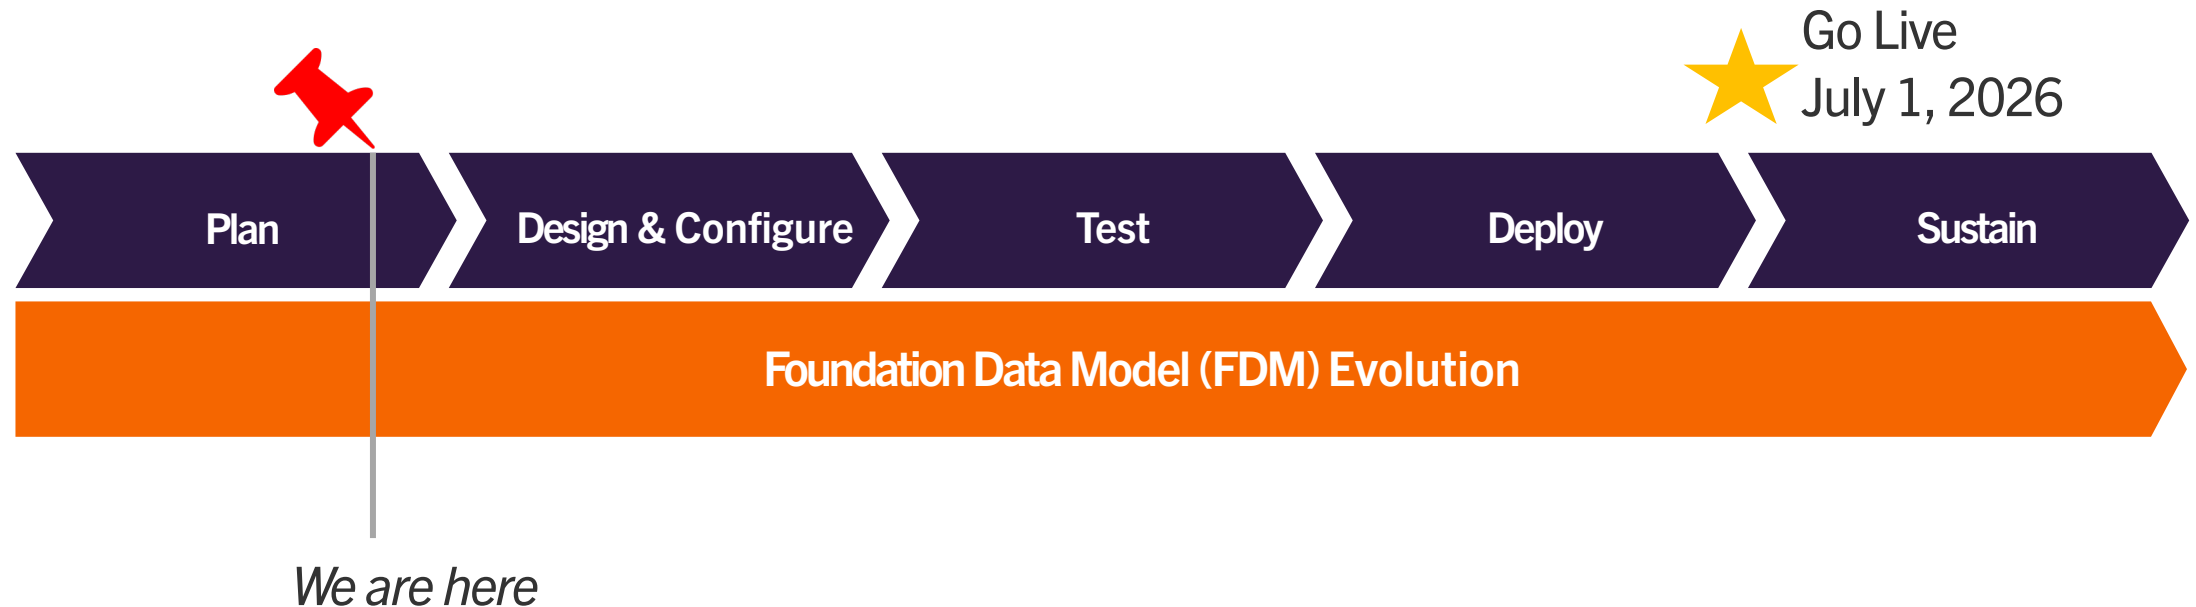 Go Live
July 1, 2026
Plan
Design & Configure
Test
Deploy
Sustain
Foundation Data Model (FDM) Evolution
We are here